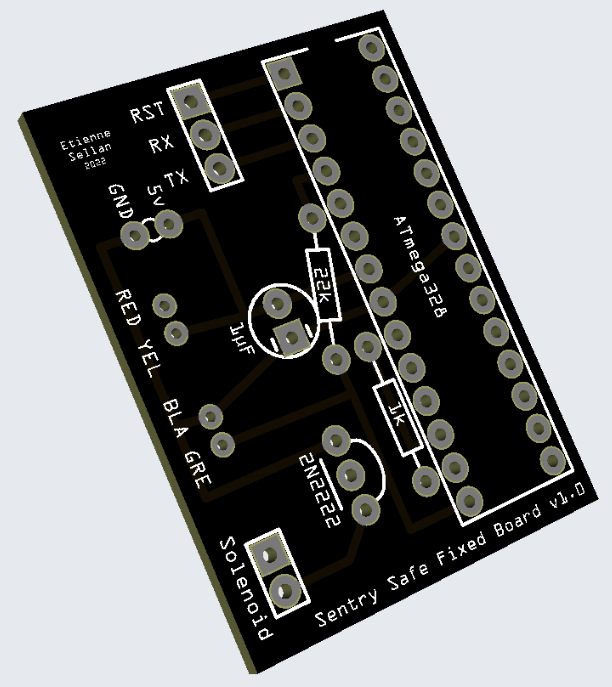 RST
RX
TX
Etienne
Sellan
2022
GND
5v
RED YEL
BLA GRE
1µF
22k
1k
2N2222
ATmega328
Solenoid
Sentry Safe Fixed Board v1.0